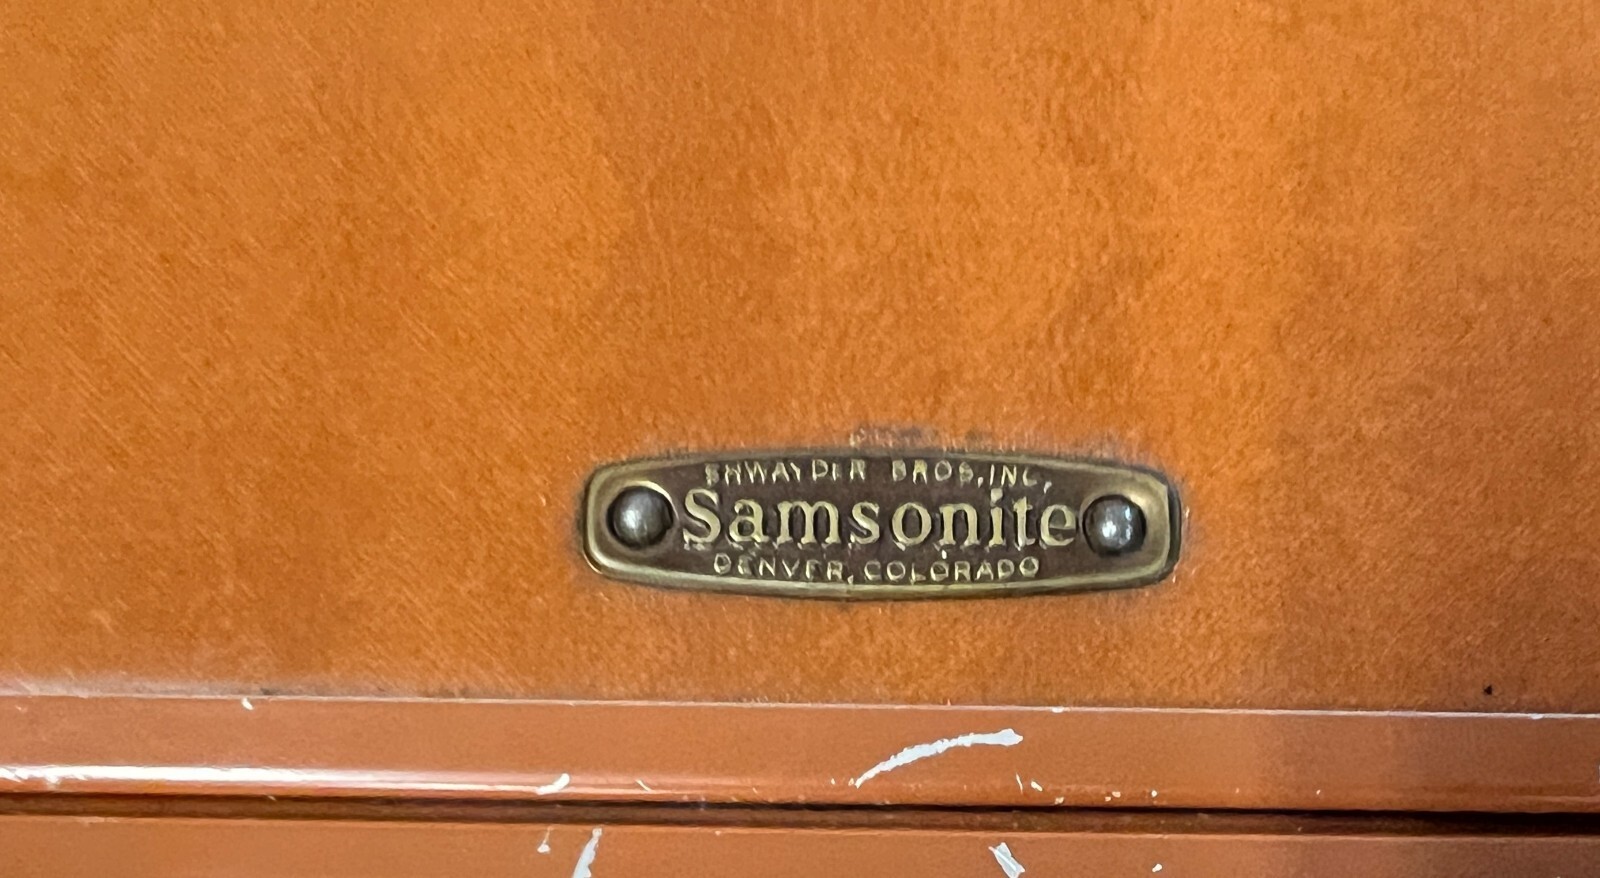 SHWAYDER BROS., INC.
Samsonite
DENVER, COLORADO